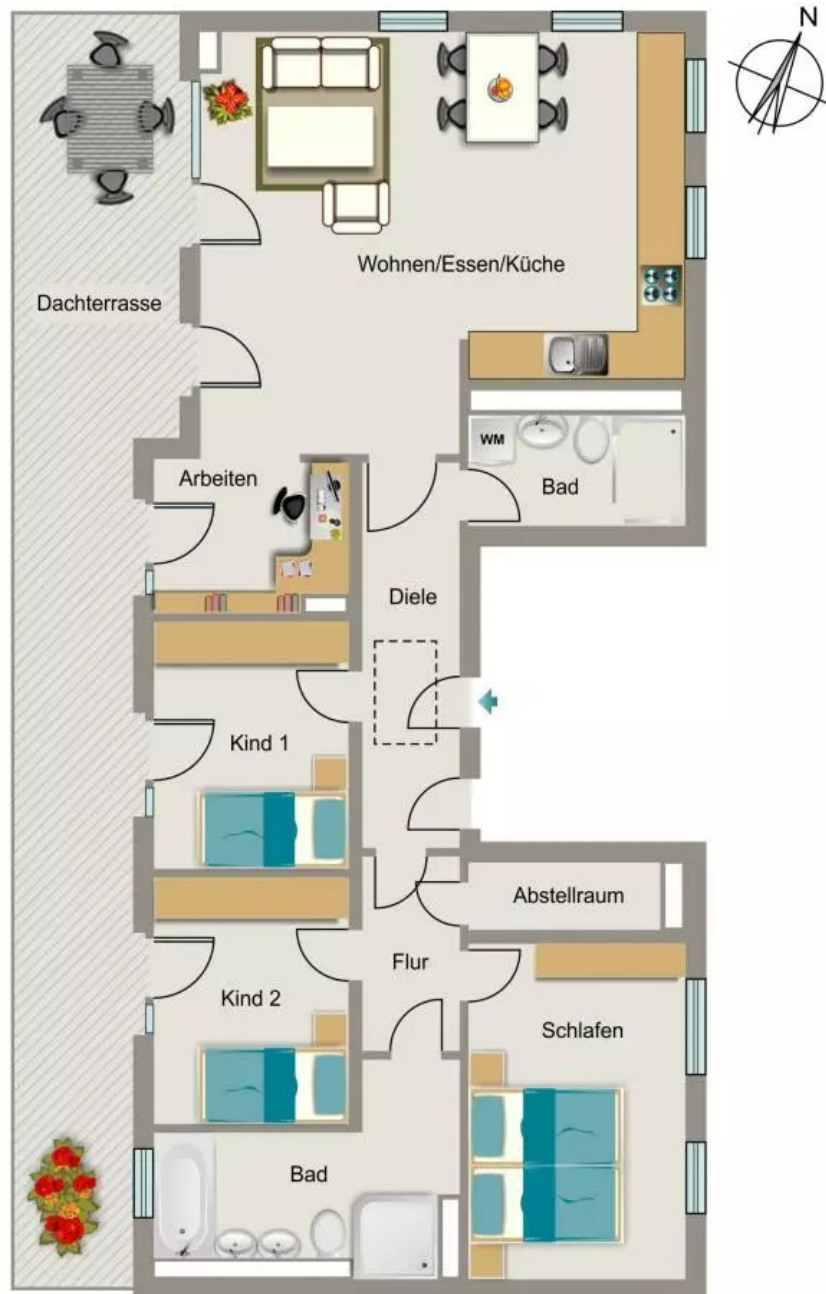 N
Wohnen/Essen/Küche
Dachterrasse
WM
Arbeiten
Bad
Diele
Kind 1
Abstellraum
Flur
Kind 2
Schlafen
Bad